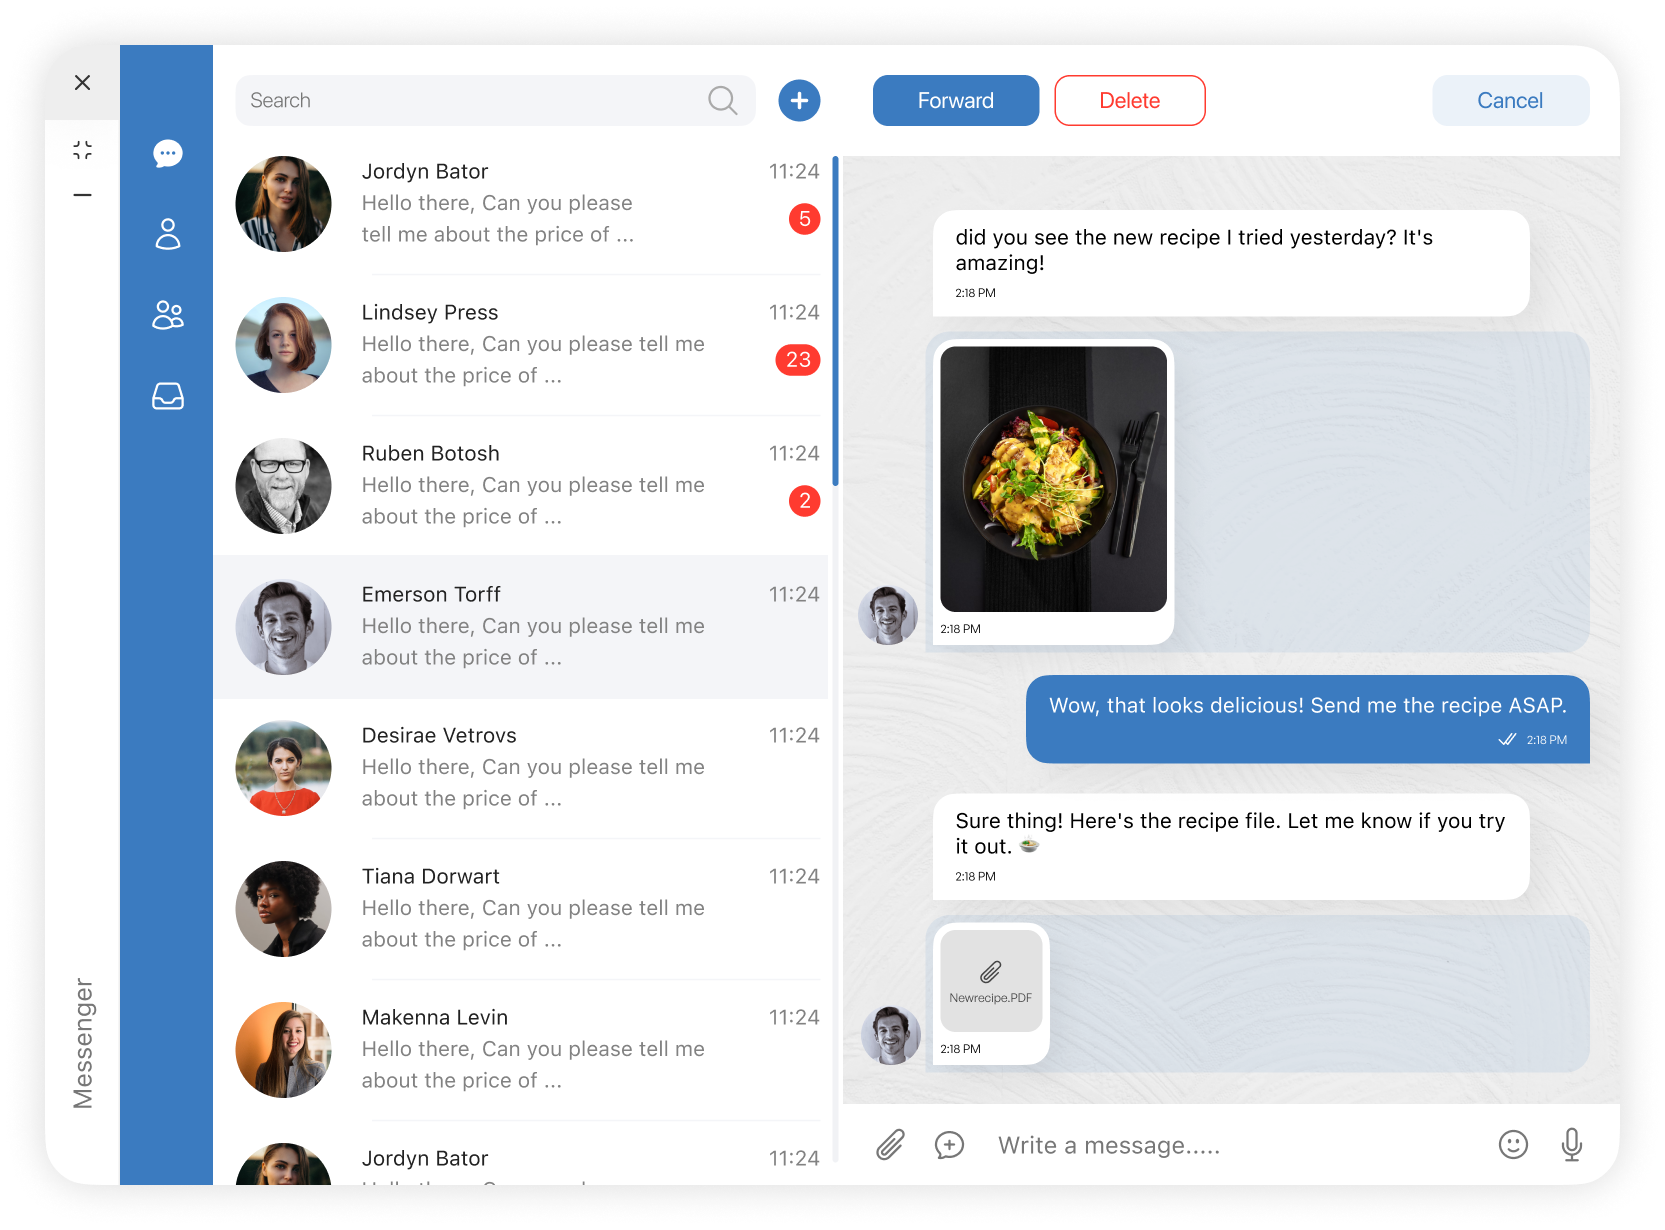 Messenger
Search
Jordyn Bator
11:24
Hello there, Can you please
tell me about the price of ...
5
Lindsey Press
11:24
Hello there, Can you please tell me
about the price of ...
23
Ruben Botosh
11:24
Hello there, Can you please tell me
about the price of ...
2
Emerson Torff
11:24
Hello there, Can you please tell me
about the price of ...
Desirae Vetrovs
11:24
Hello there, Can you please tell me
about the price of ...
Tiana Dorwart
11:24
Hello there, Can you please tell me
about the price of ...
Makenna Levin
11:24
Hello there, Can you please tell me
about the price of ...
Jordyn Bator
11:24
Forward
Delete
Cancel
did you see the new recipe I tried yesterday? It's
amazing!
2:18 PM
2:18 PM
Wow, that looks delicious! Send me the recipe ASAP.
2:18 PM
Sure thing! Here's the recipe file. Let me know if you try
it out. 🍲
2:18 PM
Newrecipe.PDF
2:18 PM
Write a message.....